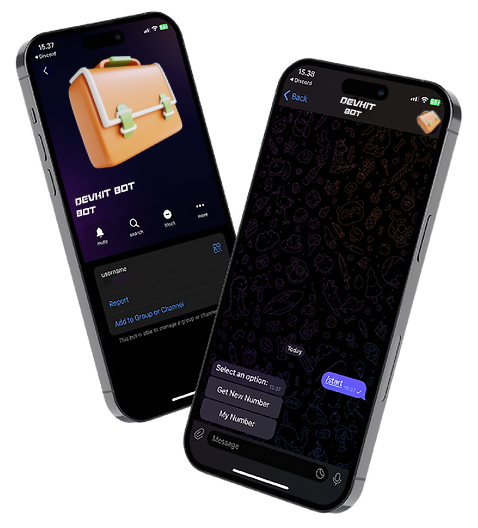 15.37
Discord
DEVKIT BOT
BOT
mute
search
block
more
username
Report
Add to Group or Channel
This bot is able to manage a group or channel
15.38
Discord
Back
DEVKIT
BOT
Today
/start 15:37
Select an option: 15:37
Get New Number
My Number
Message